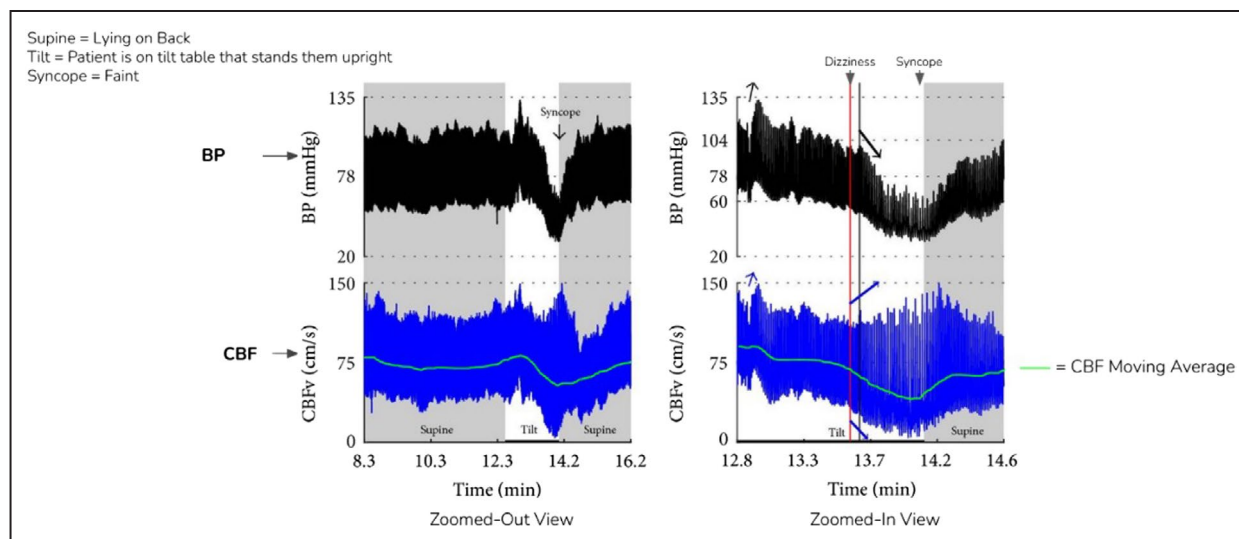 Supine = Lying on Back
Tilt = Patient is on tilt table that stands them upright
Syncope = Faint
BP
BP (mmHg)
135
78
20
Syncope
CBF
CBFv (cm/s)
150
75
0
Supine
Tilt
Supine
8.3
10.3
12.3
14.2
16.2
Time (min)
Zoomed-Out View
Dizziness
Syncope
BP (mmHg)
135
104
78
60
20
CBFv (cm/s)
150
75
0
Tilt
Supine
12.8
13.3
13.7
14.2
14.6
Time (min)
Zoomed-In View
= CBF Moving Average